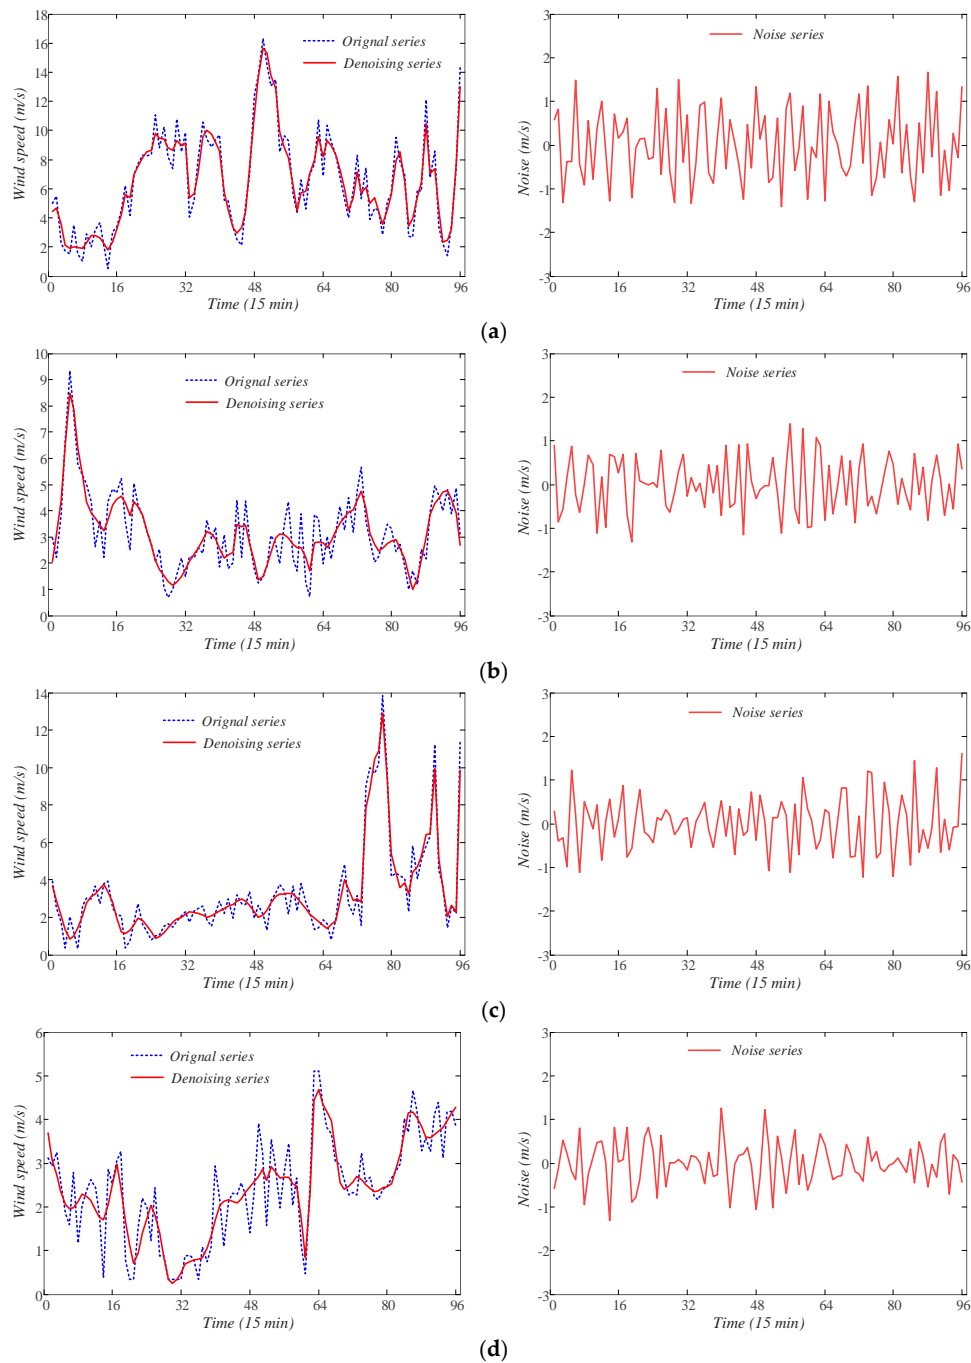 18
16
14
12
10
8
6
4
2
0
Wind speed (m/s)
Orignal series
Denoising series
0 16 32 48 64 80 96
Time (15 min)
3
2
1
0
-1
-2
-3
Noise (m/s)
Noise series
0 16 32 48 64 80 96
Time (15 min)
(a)
10
9
8
7
6
5
4
3
2
1
0
Wind speed (m/s)
Orignal series
Denoising series
0 16 32 48 64 80 96
Time (15 min)
3
2
1
0
-1
-2
-3
Noise (m/s)
Noise series
0 16 32 48 64 80 96
Time (15 min)
(b)
14
12
10
8
6
4
2
0
Wind speed (m/s)
Orignal series
Denoising series
0 16 32 48 64 80 96
Time (15 min)
3
2
1
0
-1
-2
-3
Noise (m/s)
Noise series
0 16 32 48 64 80 96
Time (15 min)
(c)
6
5
4
3
2
1
0
Wind speed (m/s)
Orignal series
Denoising series
0 16 32 48 64 80 96
Time (15 min)
3
2
1
0
-1
-2
-3
Noise (m/s)
Noise series
0 16 32 48 64 80 96
Time (15 min)
(d)